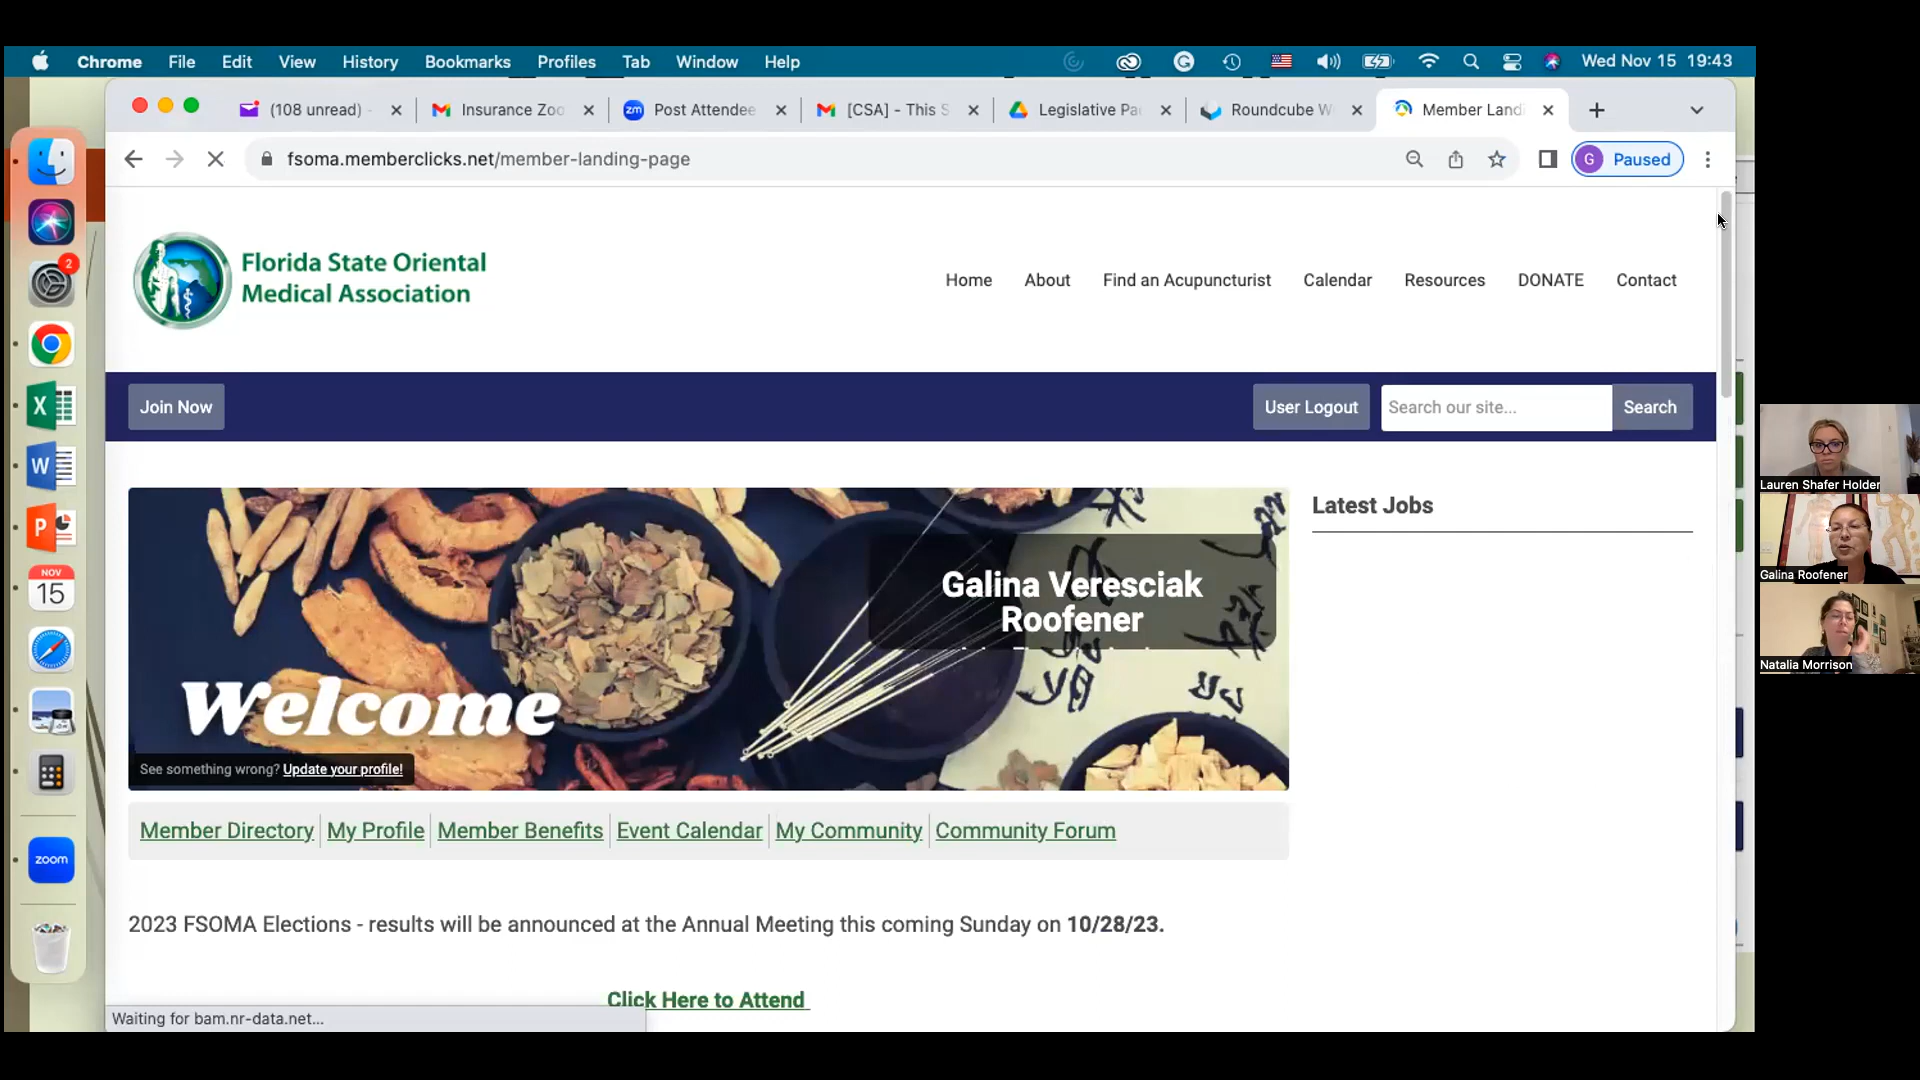 Chrome File Edit View History Bookmarks Profiles Tab Window Help Wed Nov 15 19:43
(108 unread) - Insurance Zoo Post Attendee [CSA] - This S Legislative Pa Roundcube W Member Landi
fsoma.memberclicks.net/member-landing-page G Paused
2
Florida State Oriental
Medical Association
Home About Find an Acupuncturist Calendar Resources DONATE Contact
Join Now User Logout Search our site... Search
Latest Jobs
Galina Veresciak
Roofener
Welcome
See something wrong? Update your profile!
Member Directory My Profile Member Benefits Event Calendar My Community Community Forum
2023 FSOMA Elections - results will be announced at the Annual Meeting this coming Sunday on 10/28/23.
Click Here to Attend
Waiting for bam.nr-data.net...
NOV
15
zoom
Lauren Shafer Holder
Galina Roofener
Natalia Morrison